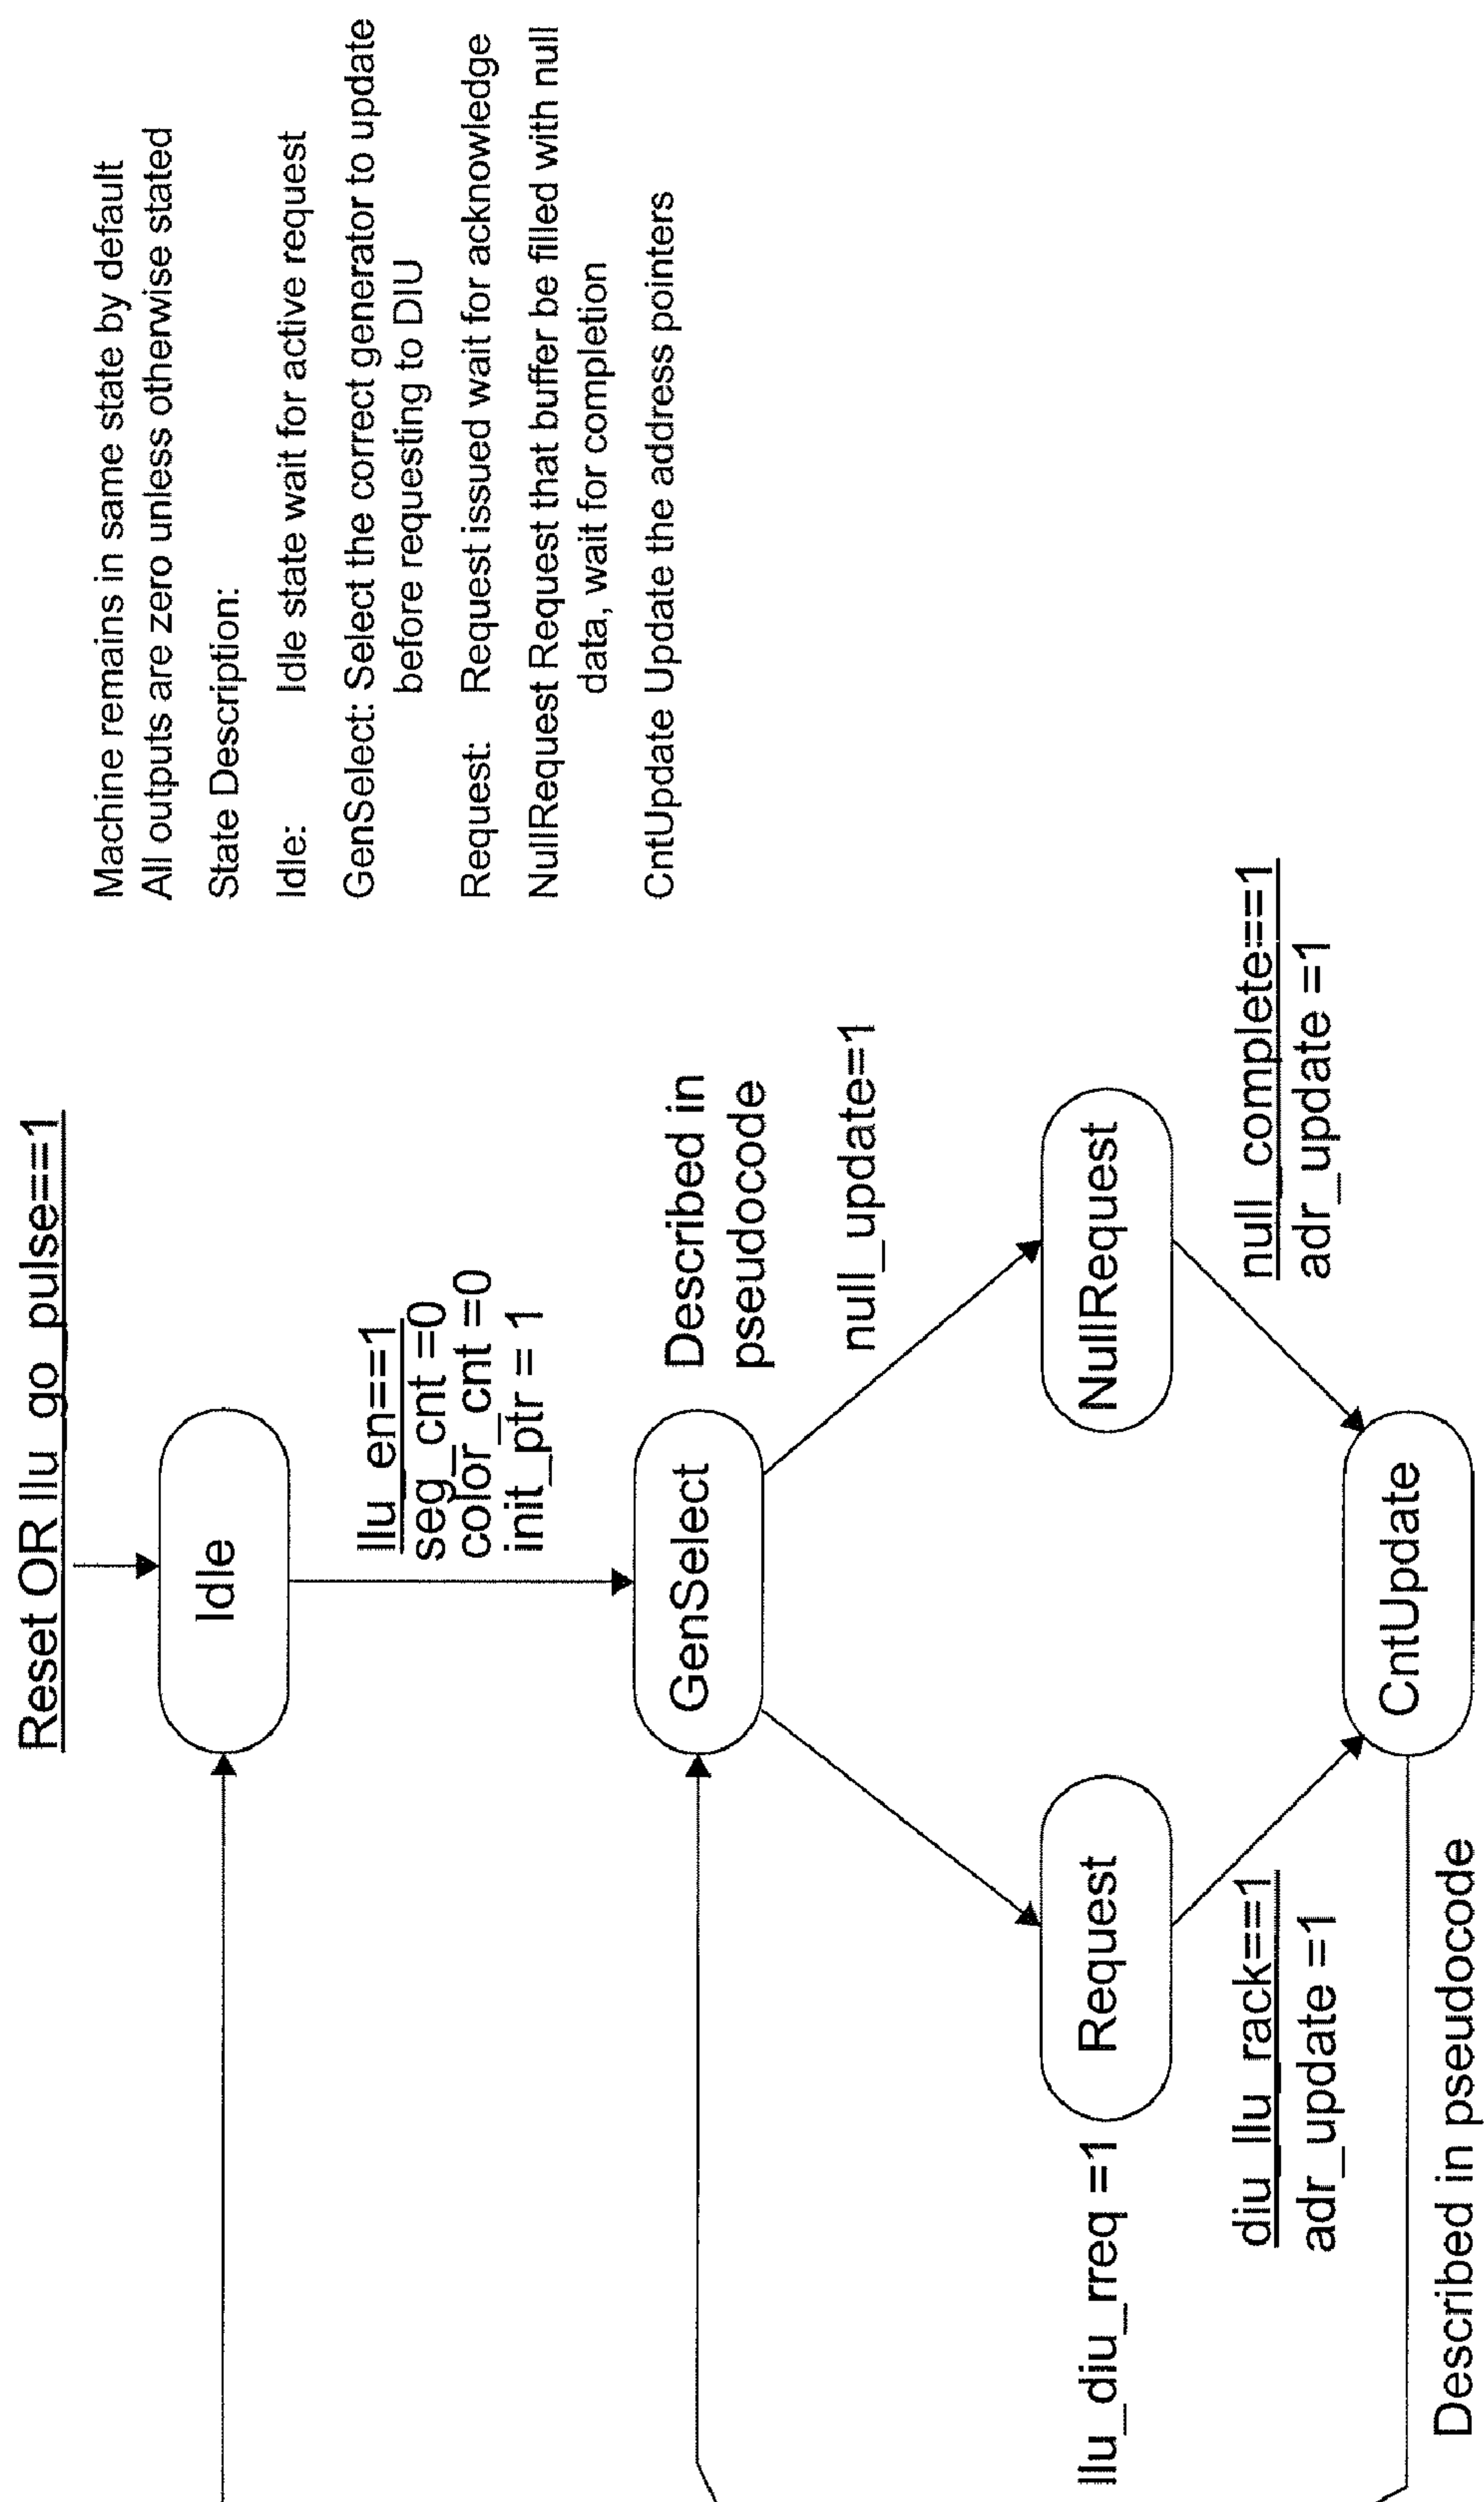 Reset OR llu_go_pulse==1
Idle
llu_en==1
seg_cnt =0
color_cnt =0
init_ptr = 1
GenSelect
Described in
pseudocode
null_update=1
Request
llu_diu_rreq =1
NullRequest
diu_llu_rack==1
adr_update =1
null_complete==1
adr_update =1
CntUpdate
Described in pseudocode
Machine remains in same state by default
All outputs are zero unless otherwise stated
State Description:
Idle: Idle state wait for active request
GenSelect: Select the correct generator to update
before requesting to DIU
Request: Request issued wait for acknowledge
NullRequest Request that buffer be filled with null
data, wait for completion
CntUpdate Update the address pointers